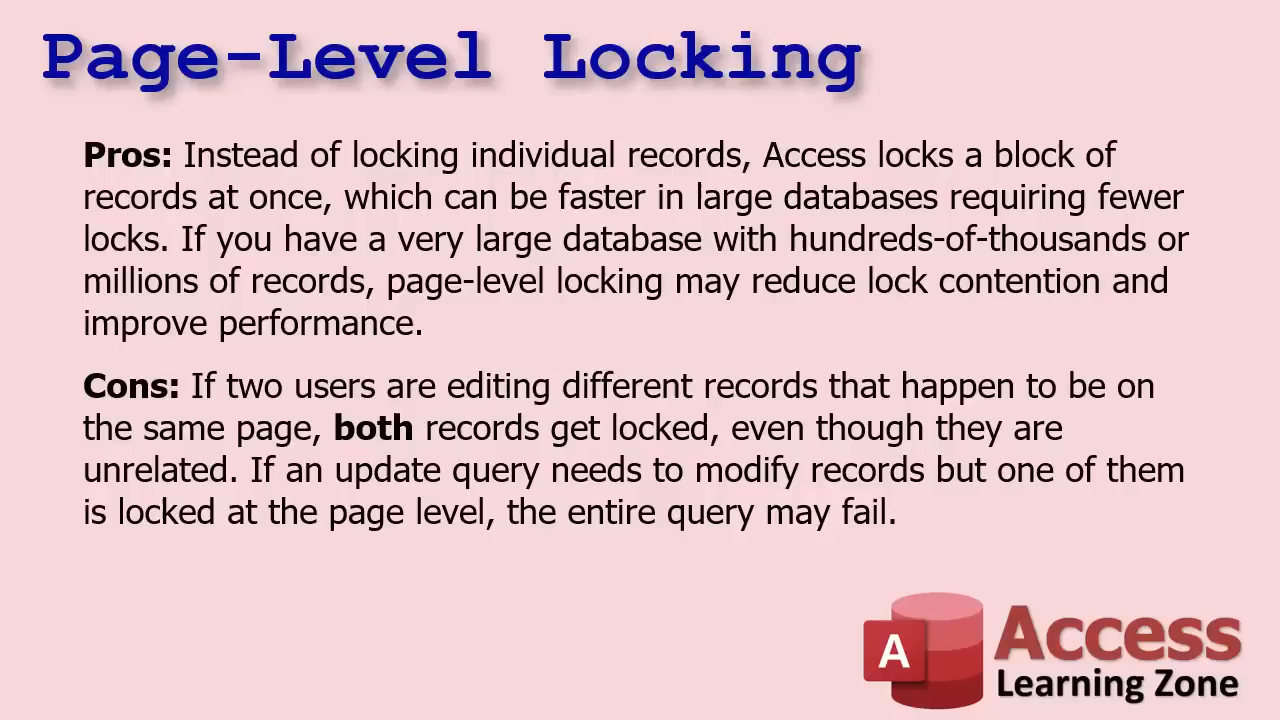 Page-Level Locking
Pros: Instead of locking individual records, Access locks a block of
records at once, which can be faster in large databases requiring fewer
locks. If you have a very large database with hundreds-of-thousands or
millions of records, page-level locking may reduce lock contention and
improve performance.
Cons: If two users are editing different records that happen to be on
the same page, both records get locked, even though they are
unrelated. If an update query needs to modify records but one of them
is locked at the page level, the entire query may fail.
A
Access
Learning Zone